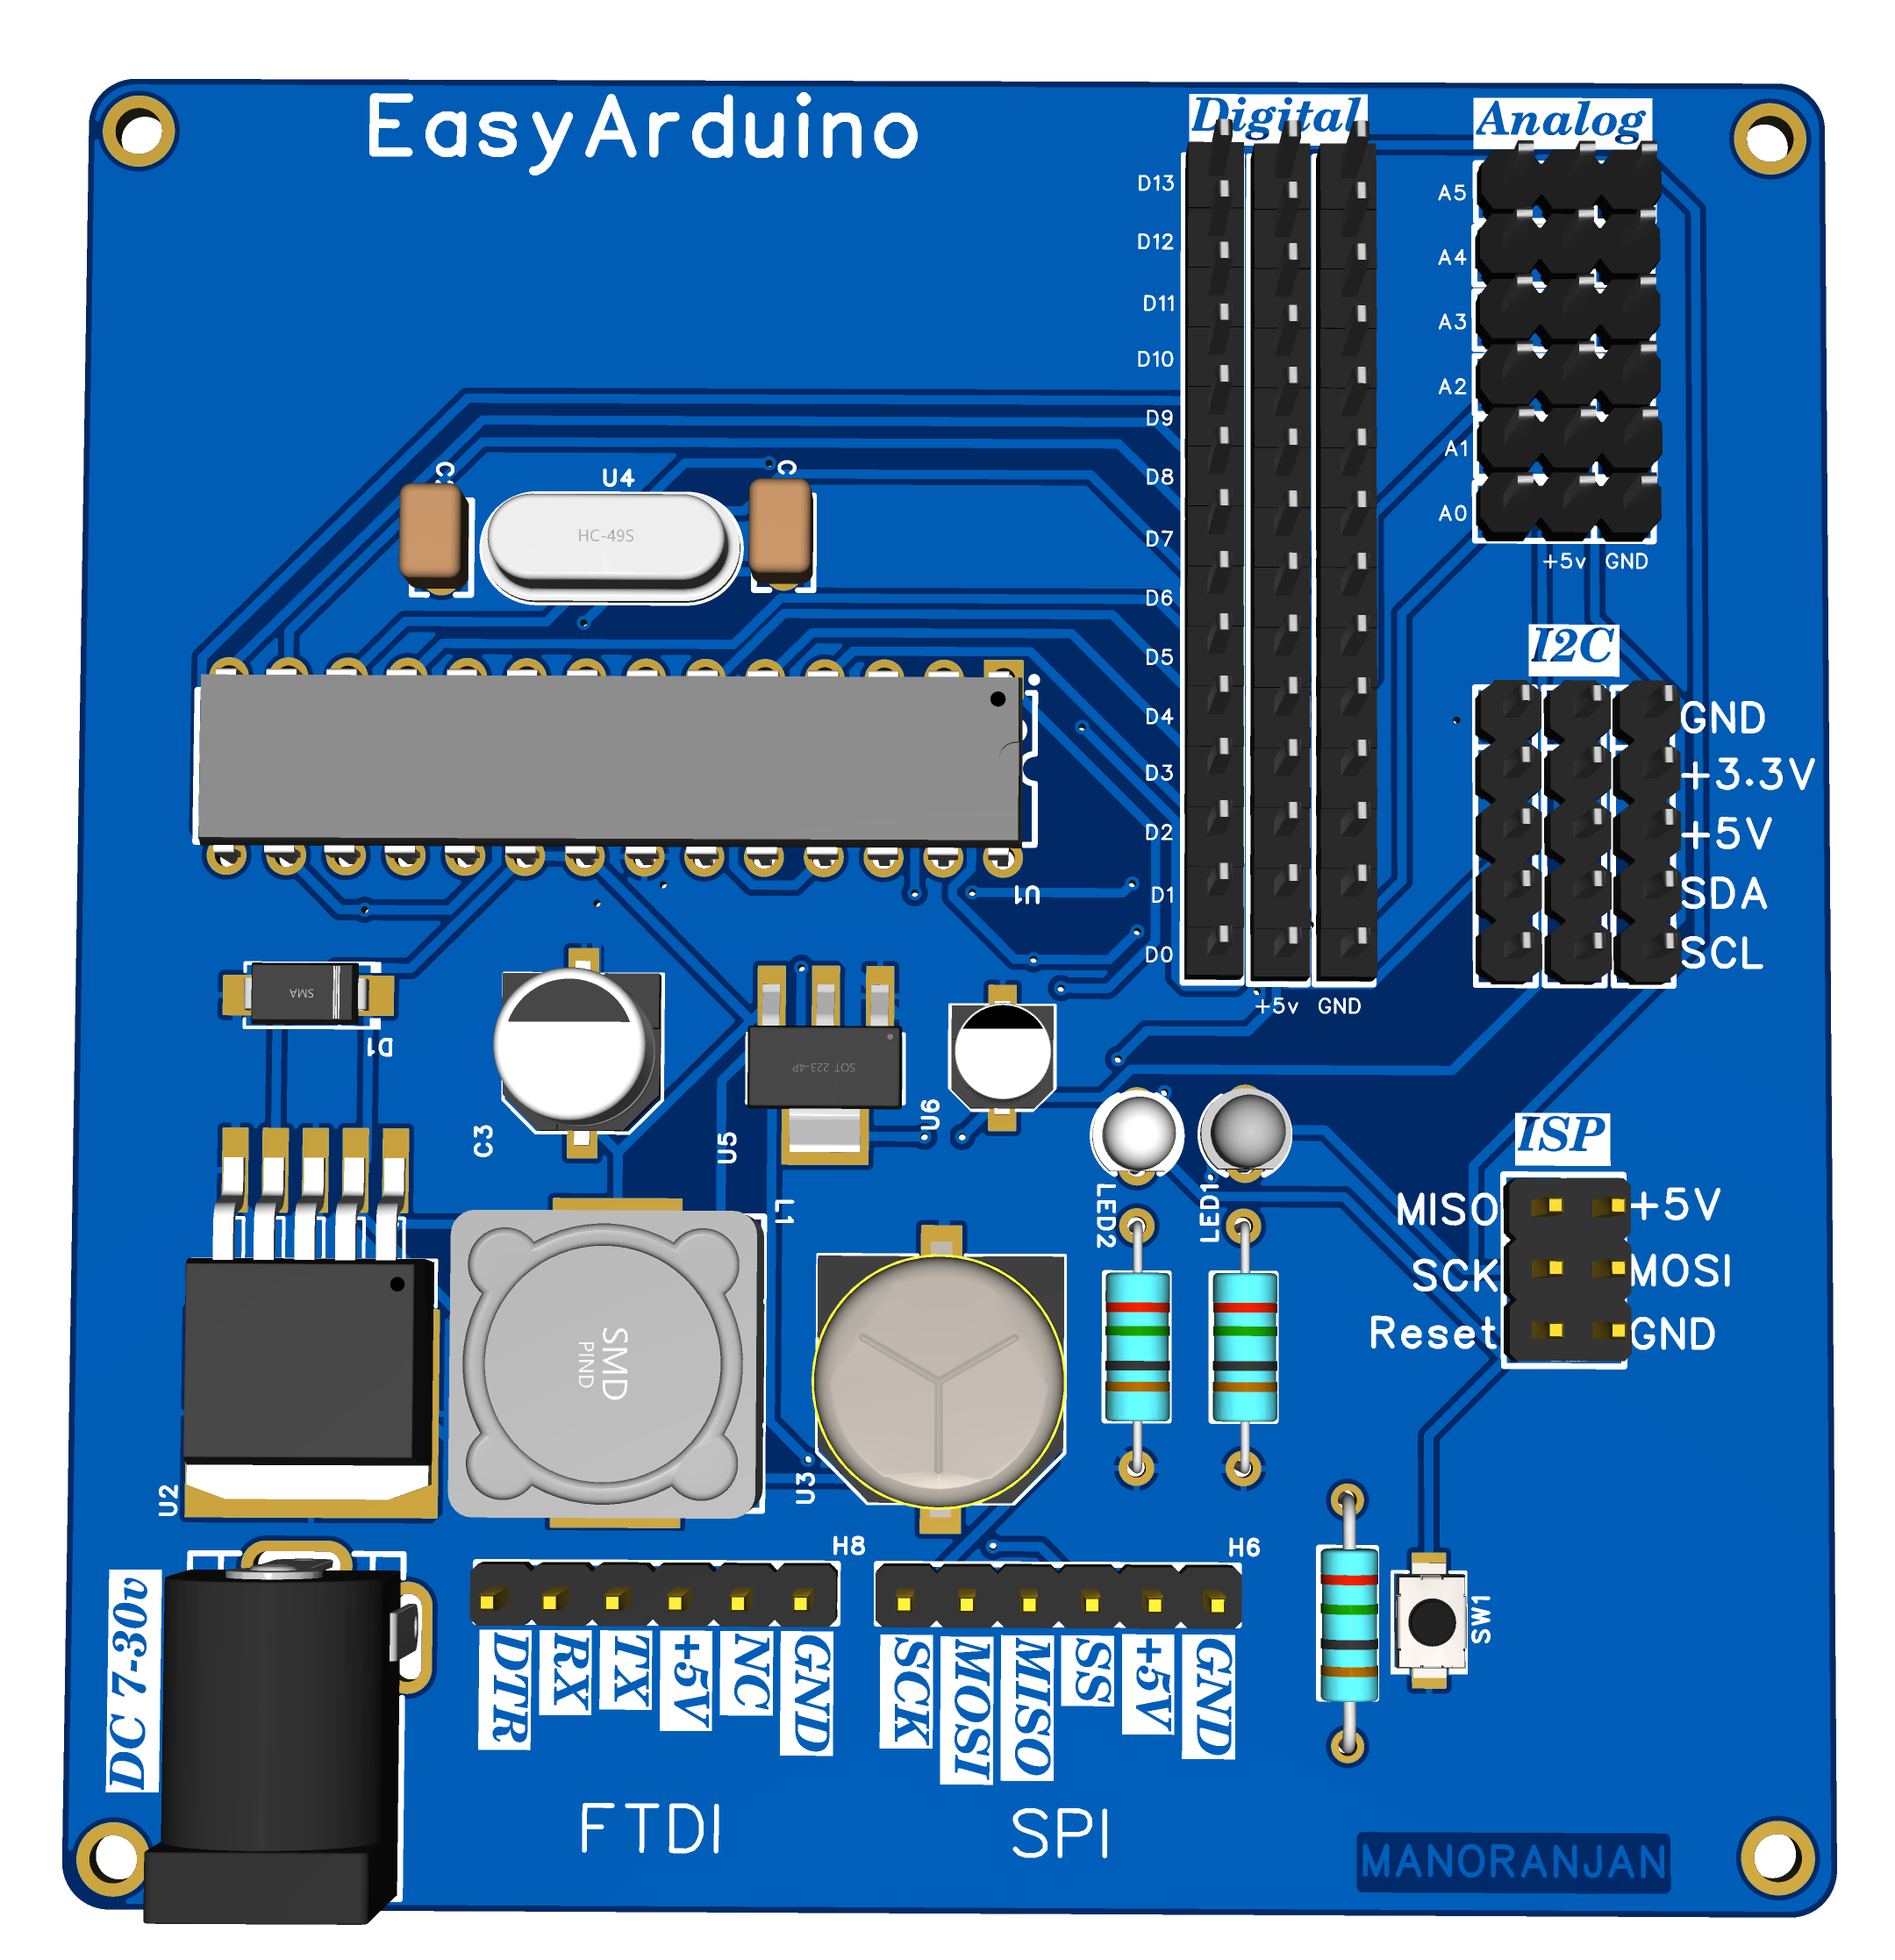 EasyArduino
Digital
Analog
D13
D12
D11
D10
D9
D8
D7
D6
D5
D4
D3
D2
D1
D0
+5v GND
A5
A4
A3
A2
A1
A0
+5v GND
C
U4
C
HC-49S
U1
I2C
GND
+3.3V
+5V
SDA
SCL
SMA
D1
C3
SOT 223-4P
U5
U6
LED2
LED1
ISP
MISO
+5V
SCK
MOSI
Reset
GND
L1
SMD
PIND
U2
U3
H8
H6
SW1
DC 7-30v
DTR
RX
TX
+5V
NC
GND
SCK
MOSI
MISO
SS
+5V
GND
FTDI
SPI
MANORANJAN